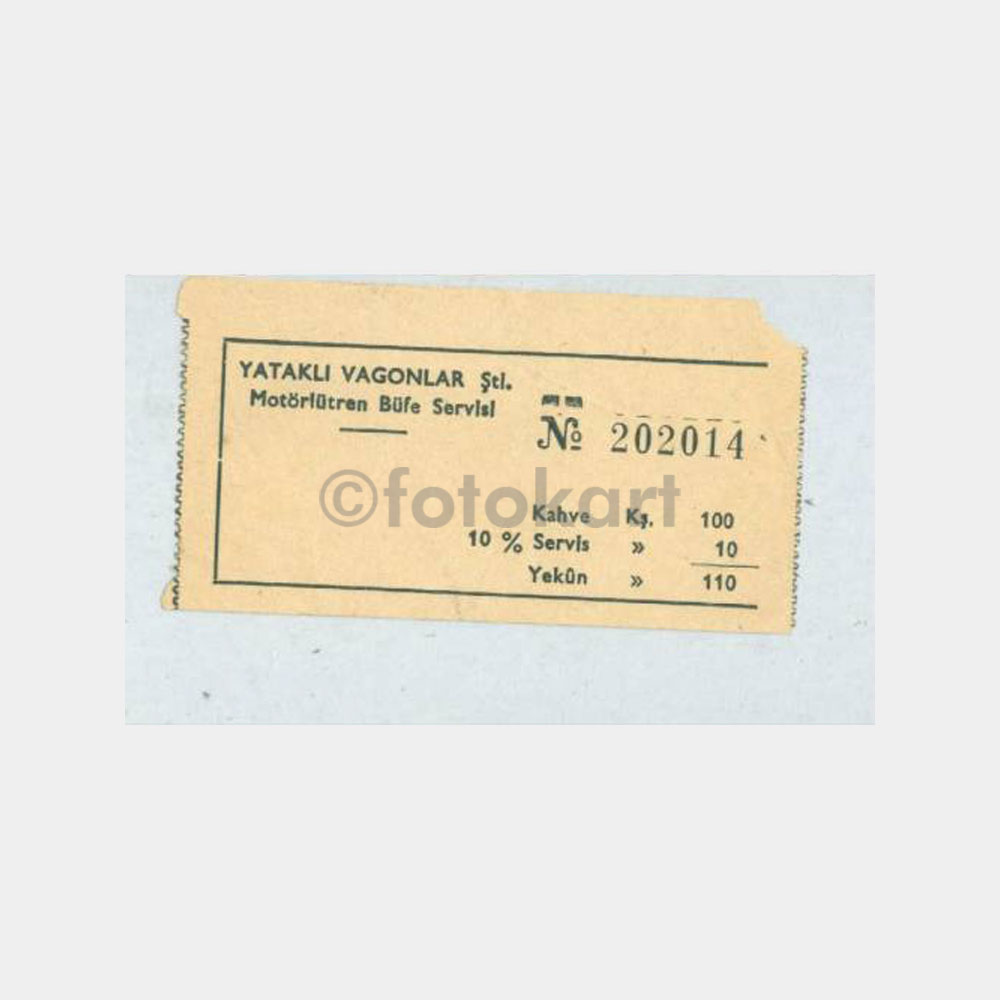 YATAKLI VAGONLAR Şti.
Motörlütren Büfe Servisi
№ 202014
©fotokart
Kahve Kş. 100
10 % Servis » 10
Yekûn » 110